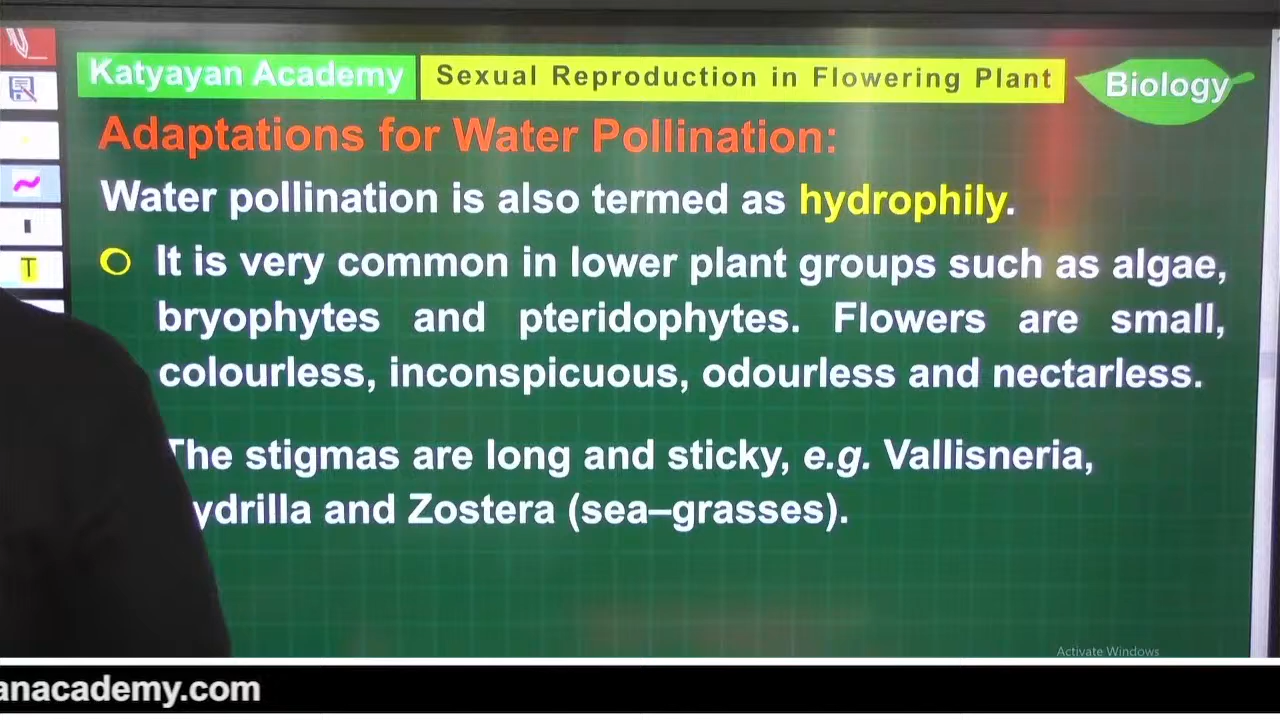 Katyayan Academy
Sexual Reproduction in Flowering Plant
Biology
Adaptations for Water Pollination:
Water pollination is also termed as hydrophily.
It is very common in lower plant groups such as algae,
bryophytes and pteridophytes. Flowers are small,
colourless, inconspicuous, odourless and nectarless.
The stigmas are long and sticky, e.g. Vallisneria,
ydrilla and Zostera (sea–grasses).
T
Activate Windows
anacademy.com